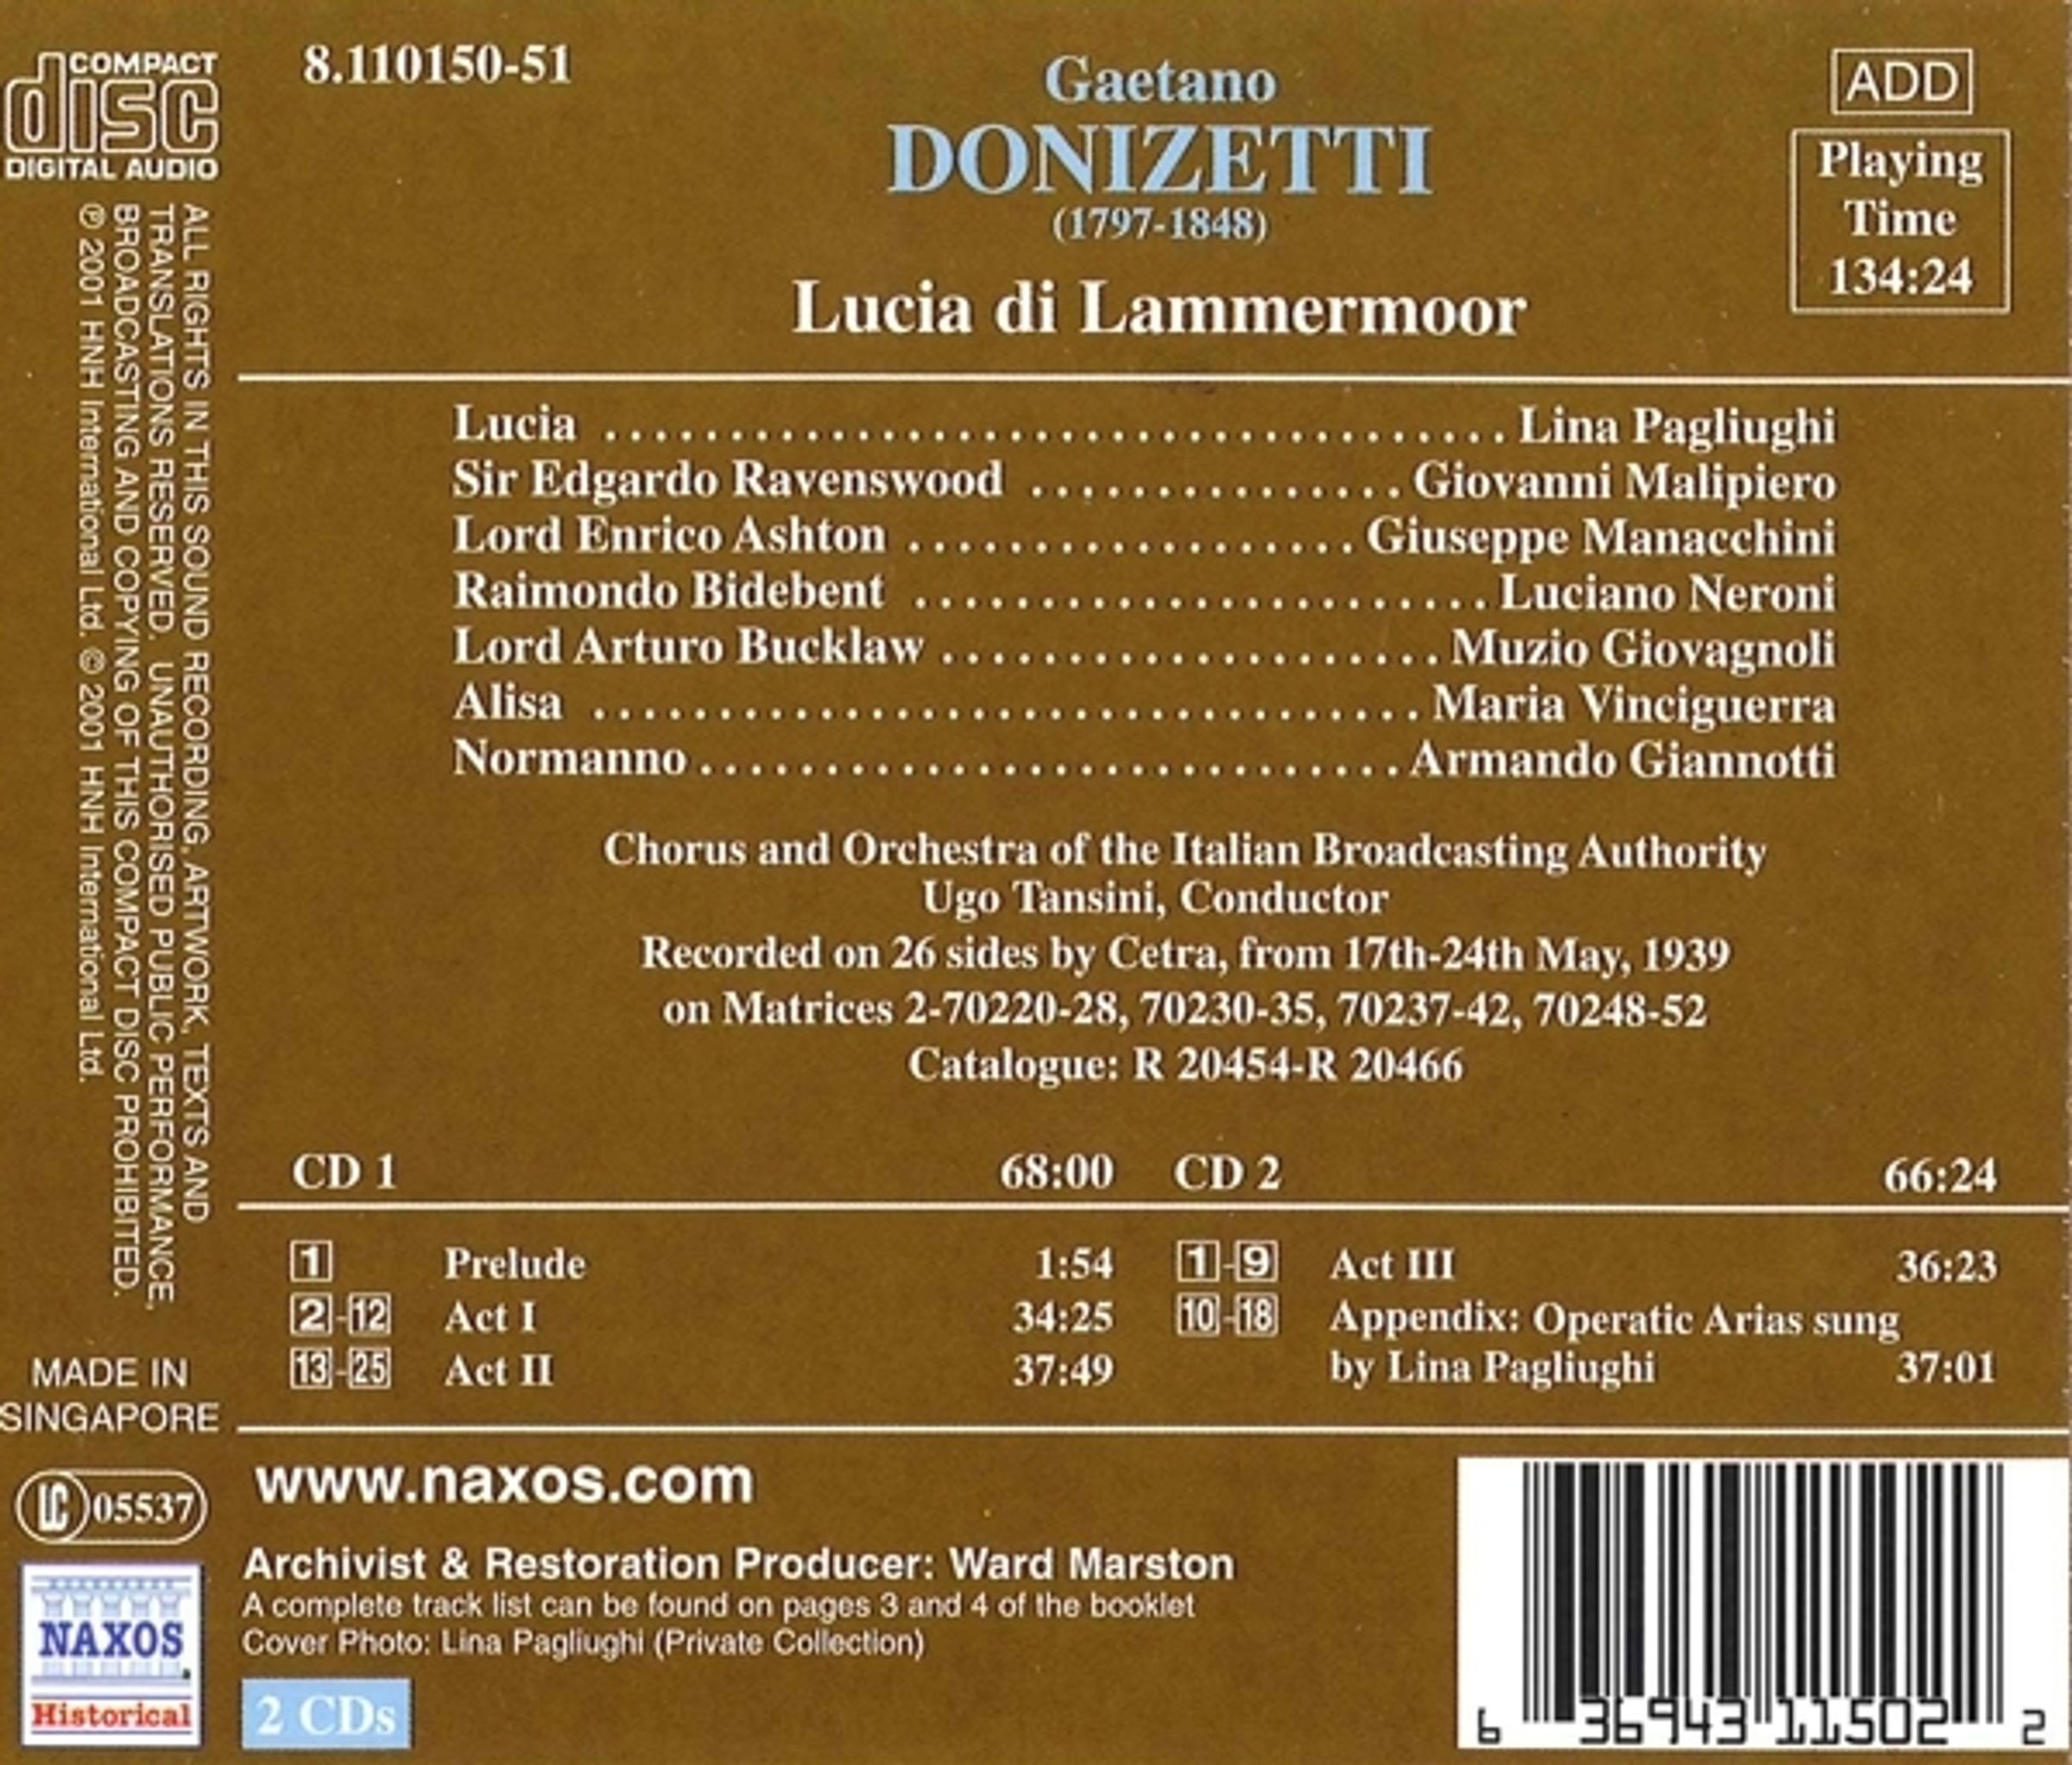 COMPACT
disc
DIGITAL AUDIO
8.110150-51
Gaetano
DONIZETTI
(1797-1848)
Lucia di Lammermoor
ADD
Playing
Time
134:24
ALL RIGHTS IN THIS SOUND RECORDING, ARTWORK, TEXTS AND
TRANSLATIONS RESERVED. UNAUTHORISED PUBLIC PERFORMANCE,
BROADCASTING AND COPYING OF THIS COMPACT DISC PROHIBITED.
℗ 2001 HNH International Ltd. © 2001 HNH International Ltd.
Lucia ................................... Lina Pagliughi
Sir Edgardo Ravenswood ............... Giovanni Malipiero
Lord Enrico Ashton .................. Giuseppe Manacchini
Raimondo Bidebent ....................... Luciano Neroni
Lord Arturo Bucklaw .................... Muzio Giovagnoli
Alisa ................................. Maria Vinciguerra
Normanno ............................ Armando Giannotti
Chorus and Orchestra of the Italian Broadcasting Authority
Ugo Tansini, Conductor
Recorded on 26 sides by Cetra, from 17th-24th May, 1939
on Matrices 2-70220-28, 70230-35, 70237-42, 70248-52
Catalogue: R 20454-R 20466
CD 1 68:00
1 Prelude 1:54
2-12 Act I 34:25
13-25 Act II 37:49
CD 2 66:24
1-9 Act III 36:23
10-18 Appendix: Operatic Arias sung
by Lina Pagliughi 37:01
MADE IN
SINGAPORE
LC 05537
NAXOS
Historical
www.naxos.com
Archivist & Restoration Producer: Ward Marston
A complete track list can be found on pages 3 and 4 of the booklet
Cover Photo: Lina Pagliughi (Private Collection)
2 CDs
6 36943 11502 2